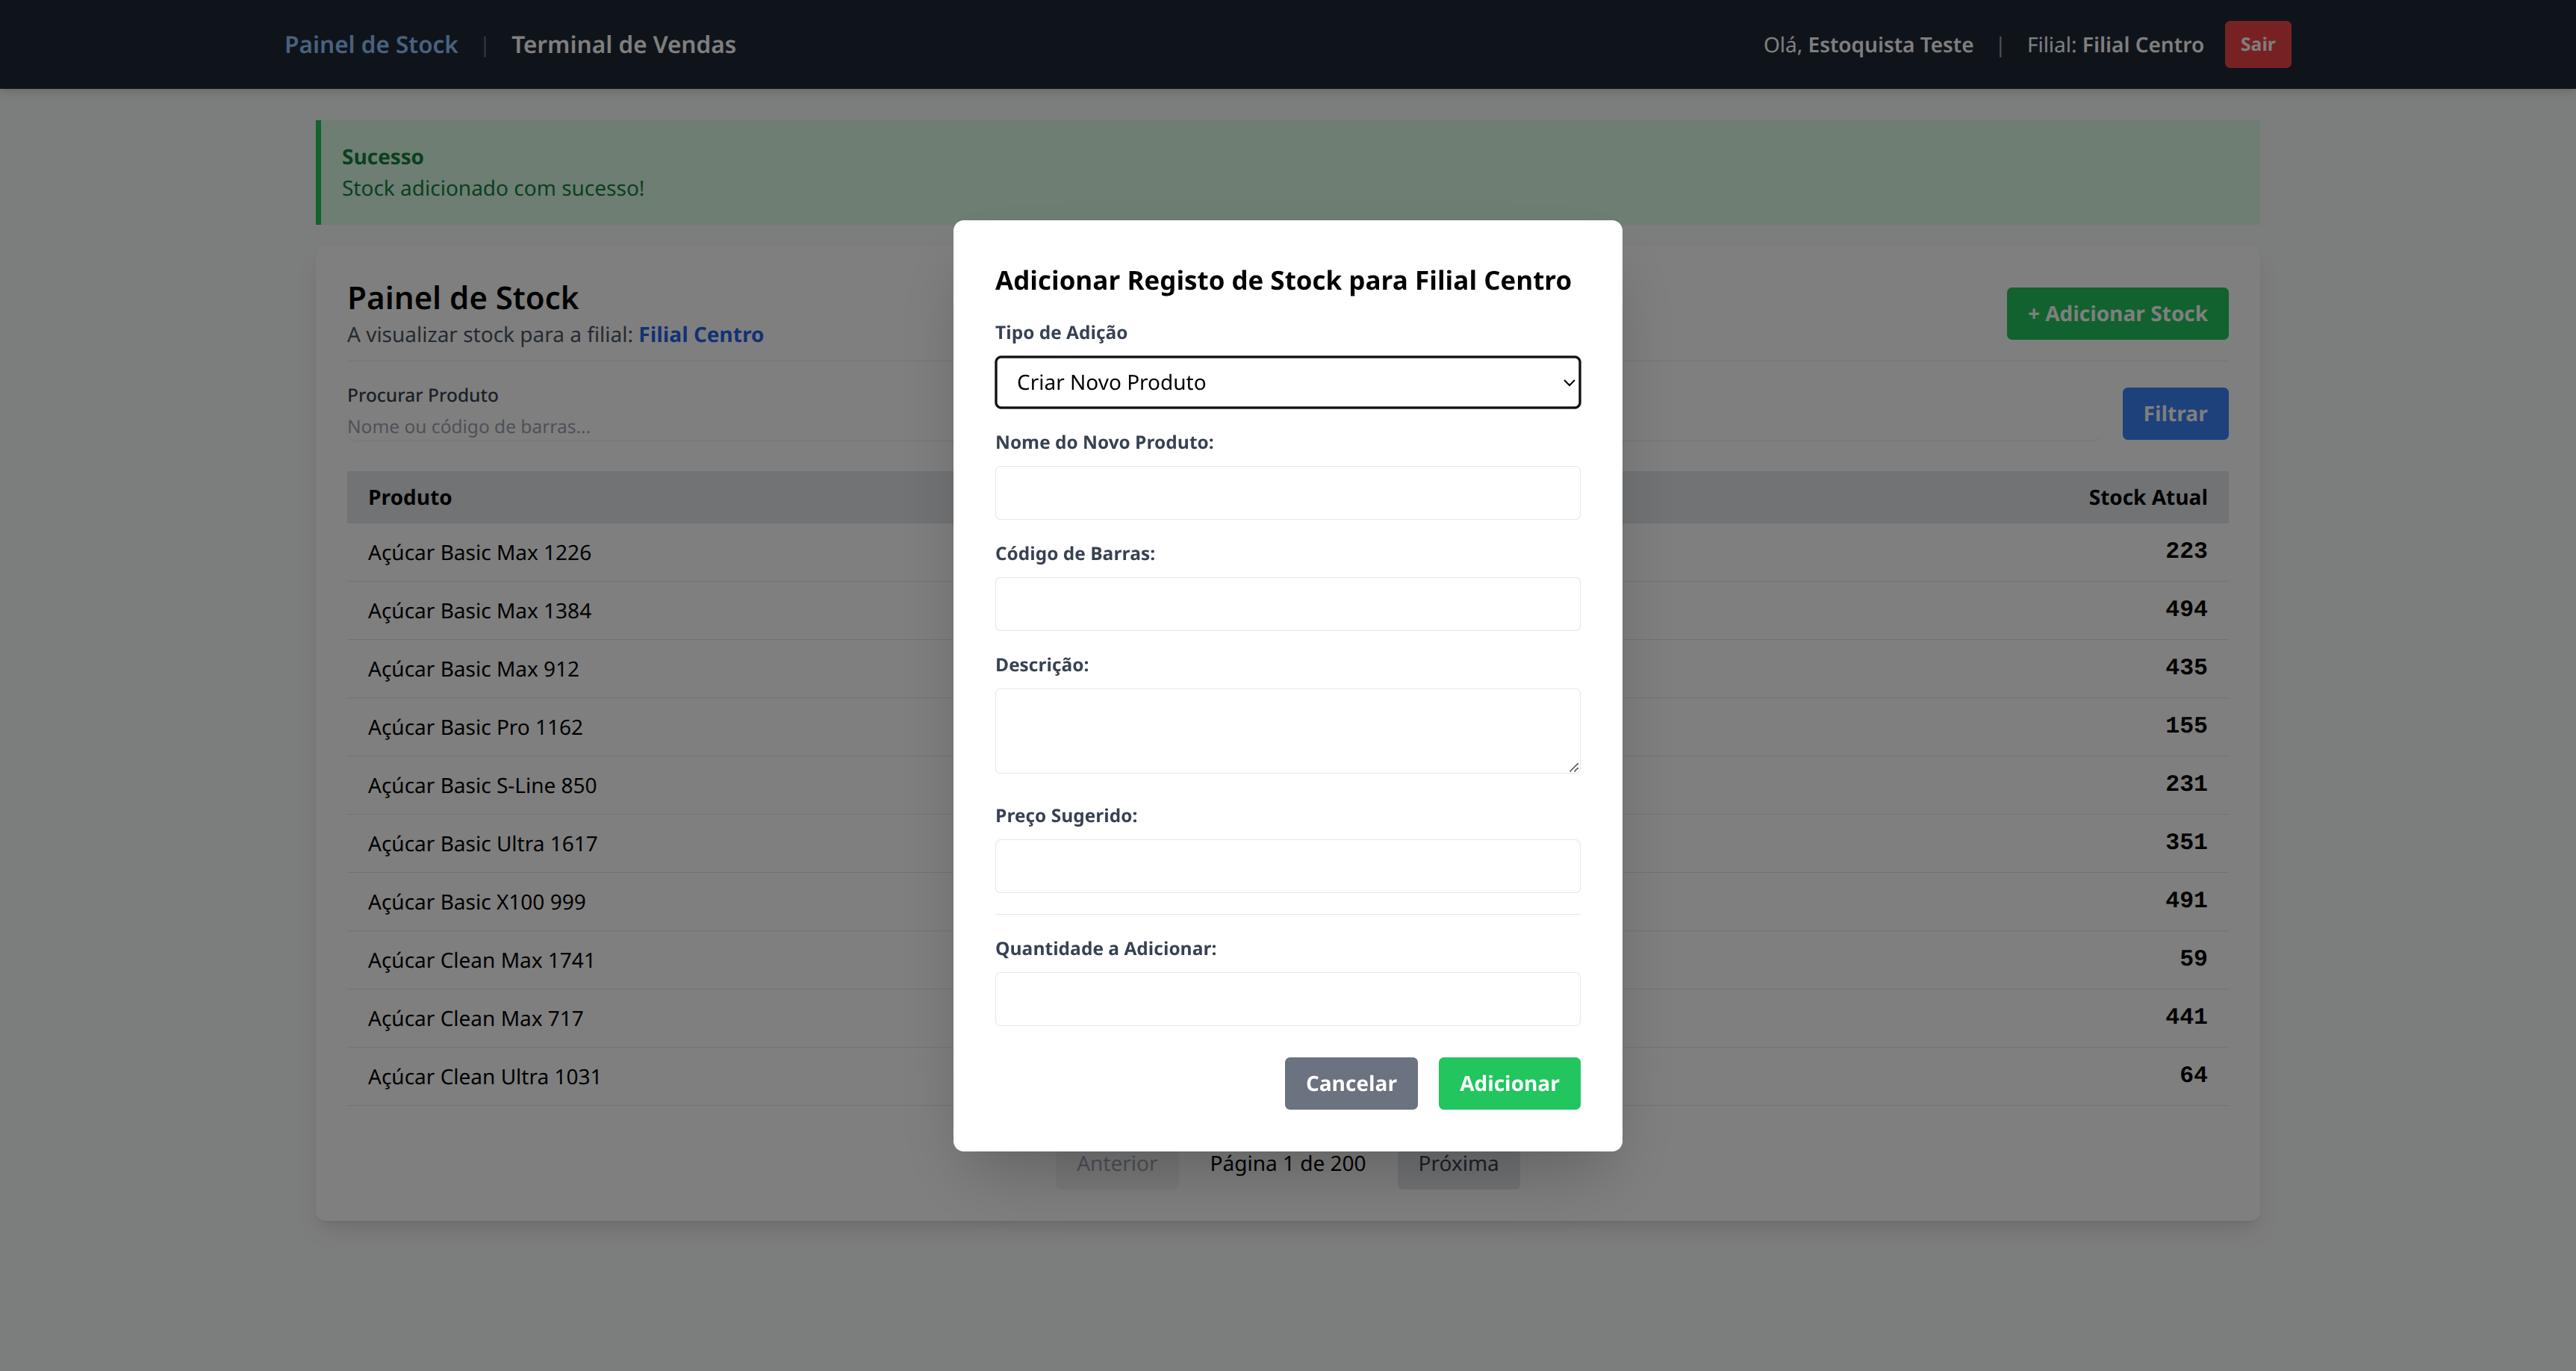 Painel de Stock | Terminal de Vendas
Olá, Estoquista Teste | Filial: Filial Centro Sair
Sucesso
Stock adicionado com sucesso!
Painel de Stock
A visualizar stock para a filial: Filial Centro
+ Adicionar Stock
Procurar Produto
Nome ou código de barras...
Filtrar
Produto Stock Atual
Açúcar Basic Max 1226 223
Açúcar Basic Max 1384 494
Açúcar Basic Max 912 435
Açúcar Basic Pro 1162 155
Açúcar Basic S-Line 850 231
Açúcar Basic Ultra 1617 351
Açúcar Basic X100 999 491
Açúcar Clean Max 1741 59
Açúcar Clean Max 717 441
Açúcar Clean Ultra 1031 64
Anterior Página 1 de 200 Próxima
Adicionar Registo de Stock para Filial Centro
Tipo de Adição
Criar Novo Produto
Nome do Novo Produto:
Código de Barras:
Descrição:
Preço Sugerido:
Quantidade a Adicionar:
Cancelar Adicionar